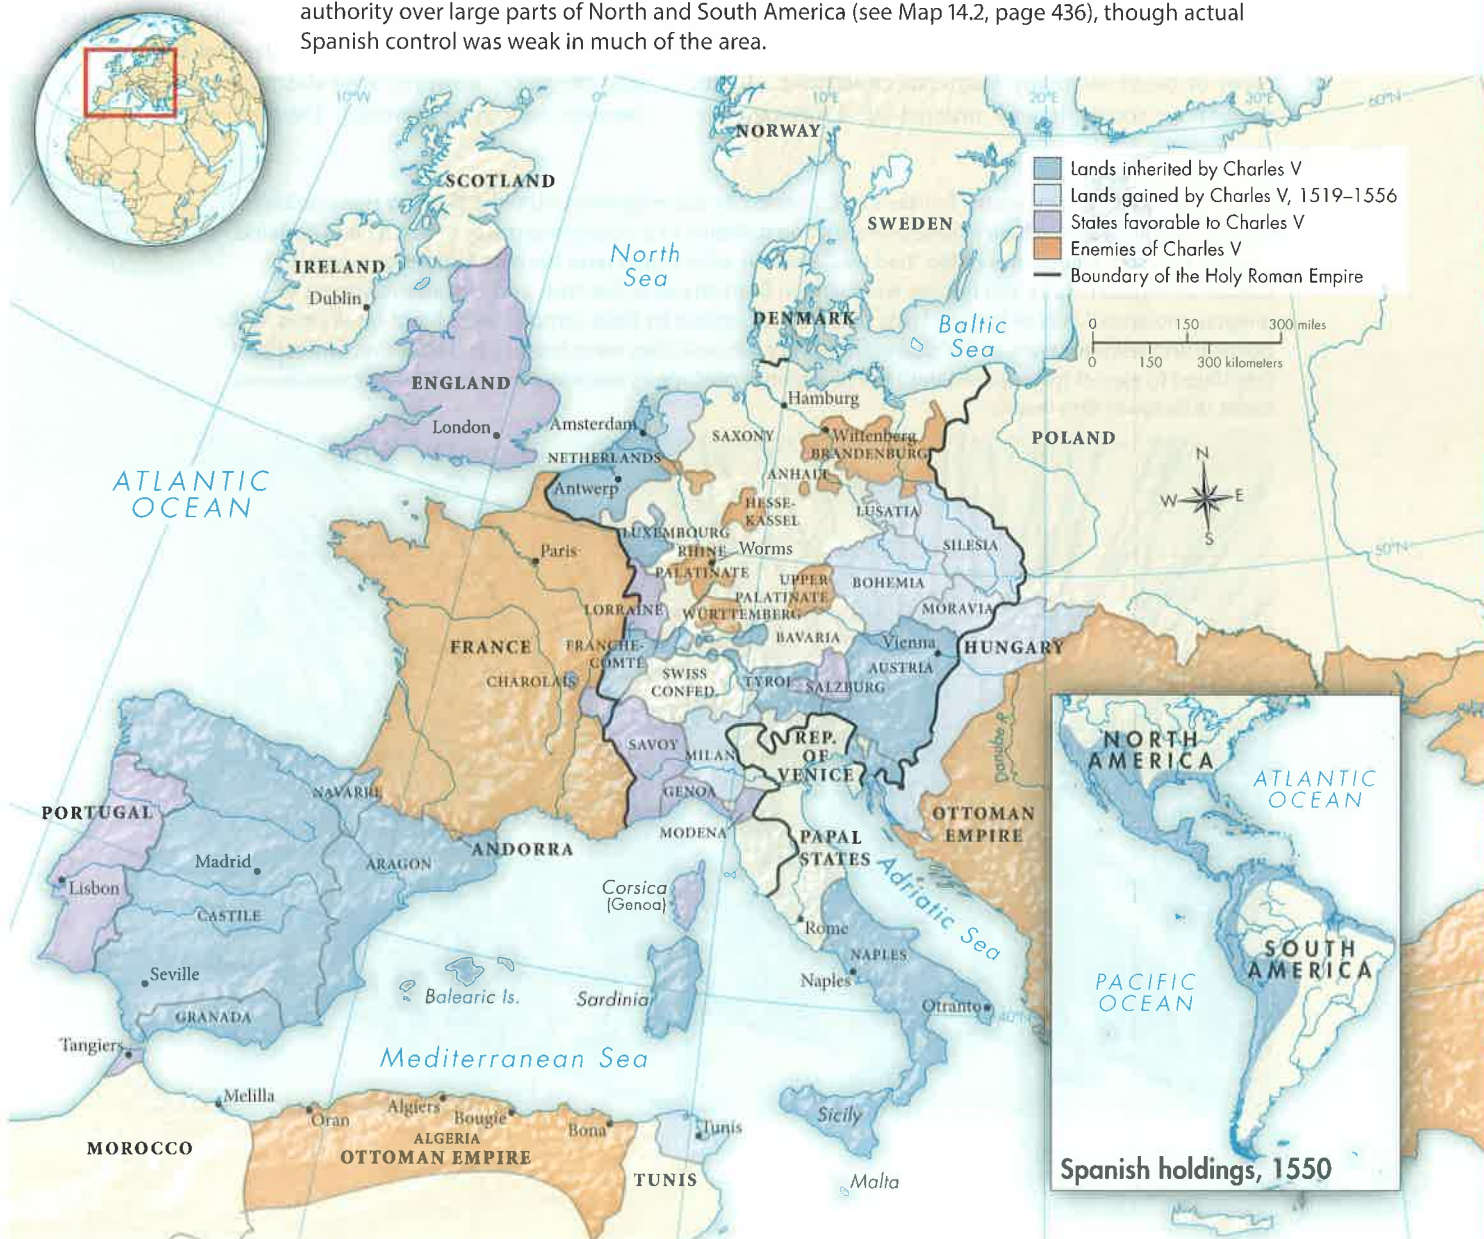 authority over large parts of North and South America (see Map 14.2, page 436), though actual
Spanish control was weak in much of the area.
10°W
0°
10°E
20°E
30°E
60°N
NORWAY
SCOTLAND
SWEDEN
Lands inherited by Charles V
Lands gained by Charles V, 1519–1556
States favorable to Charles V
Enemies of Charles V
Boundary of the Holy Roman Empire
North
Sea
IRELAND
Dublin
DENMARK
Baltic
Sea
0 150 300 miles
0 150 300 kilometers
ENGLAND
London
Hamburg
Amsterdam
SAXONY
Wittenberg
BRANDENBURG
POLAND
NETHERLANDS
ANHALT
Antwerp
ATLANTIC
OCEAN
HESSE-
KASSEL
LUSATIA
N
W
E
S
LUXEMBOURG
Paris
RHINE
PALATINATE
Worms
SILESIA
50°N
UPPER
PALATINATE
BOHEMIA
LORRAINE
WÜRTTEMBERG
MORAVIA
FRANCE
FRANCHE-
COMTÉ
BAVARIA
Vienna
HUNGARY
CHAROLAIS
SWISS
CONFED.
TYROL
SALZBURG
AUSTRIA
SAVOY
MILAN
REP.
OF
VENICE
Danube R.
NAVARRE
GENOA
PORTUGAL
MODENA
OTTOMAN
EMPIRE
ANDORRA
PAPAL
STATES
Madrid
ARAGON
Adriatic Sea
Lisbon
Corsica
(Genoa)
CASTILE
Rome
NAPLES
Seville
Balearic Is.
Sardinia
Naples
Otranto
40°N
GRANADA
Tangiers
Mediterranean Sea
Melilla
Oran
Algiers
Bougie
Bona
Tunis
Sicily
MOROCCO
ALGERIA
OTTOMAN EMPIRE
TUNIS
Malta
NORTH
AMERICA
ATLANTIC
OCEAN
PACIFIC
OCEAN
SOUTH
AMERICA
Spanish holdings, 1550